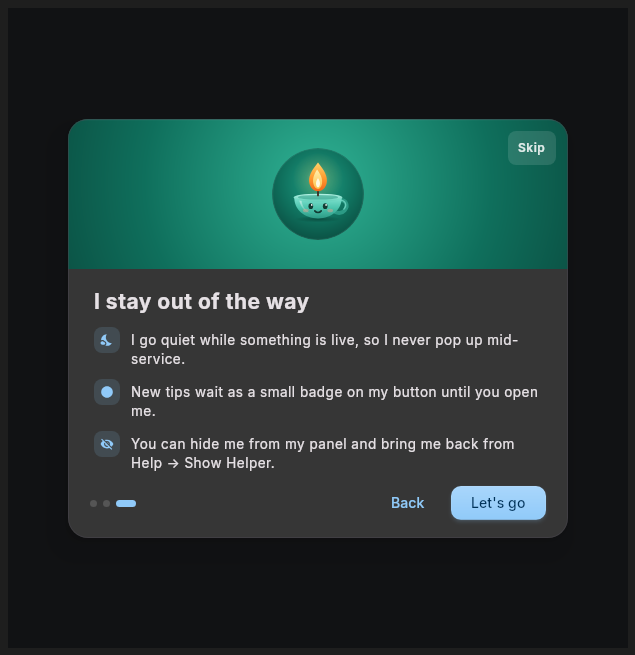 Skip
I stay out of the way
I go quiet while something is live, so I never pop up mid-
service.
New tips wait as a small badge on my button until you open
me.
You can hide me from my panel and bring me back from
Help → Show Helper.
Back
Let's go